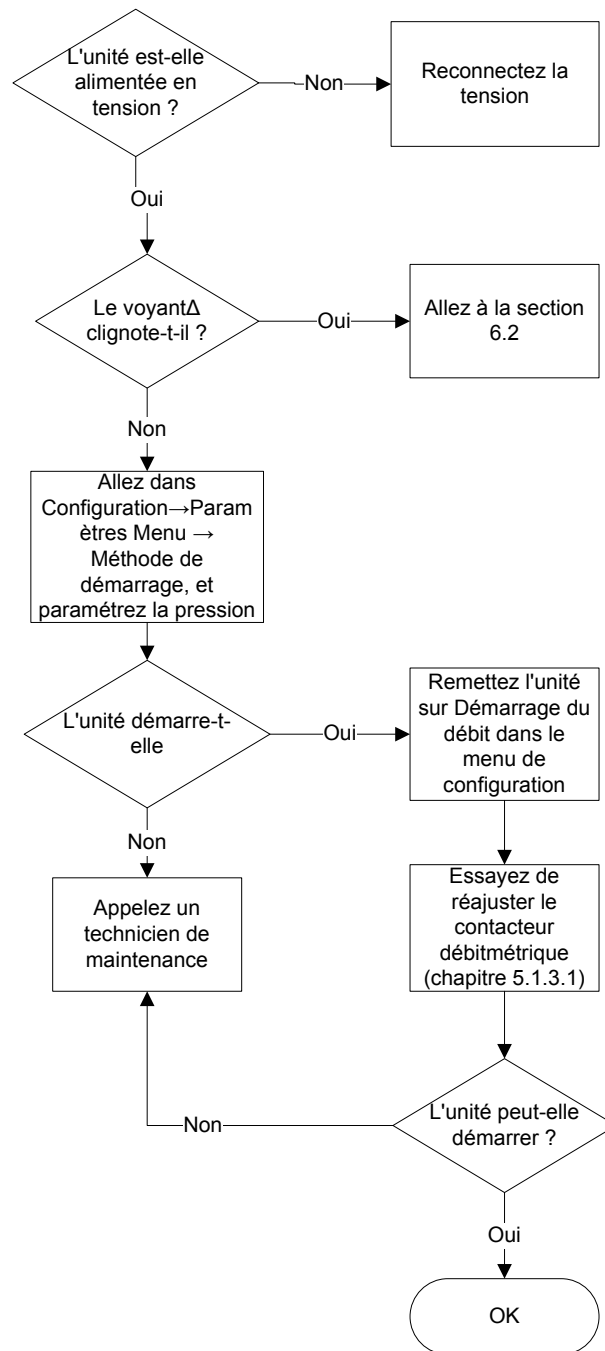 L'unité est-elle
alimentée en
tension ?
Non
Reconnectez la
tension
Oui
Le voyantΔ
clignote-t-il ?
Oui
Allez à la section
6.2
Non
Allez dans
Configuration→Param
ètres Menu →
Méthode de
démarrage, et
paramétrez la pression
L'unité démarre-t-
elle
Oui
Remettez l'unité
sur Démarrage du
débit dans le
menu de
configuration
Non
Appelez un
technicien de
maintenance
Essayez de
réajuster le
contacteur
débitmétrique
(chapitre 5.1.3.1)
L'unité peut-elle
démarrer ?
Non
Oui
OK